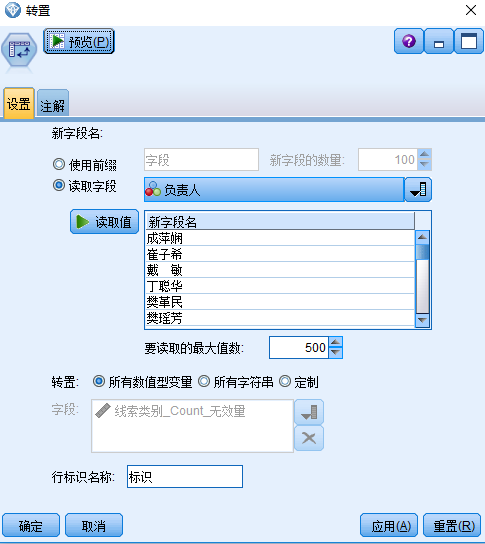 转置
预览(P)
设置 注解
新字段名:
使用前缀 字段 新字段的数量: 100
读取字段 负责人
读取值 新字段名
成萍娴
崔子希
戴　敏
丁聪华
樊革民
樊瑶芳
要读取的最大值数: 500
转置: 所有数值型变量 所有字符串 定制
字段: 线索类别_Count_无效量
行标识名称: 标识
确定 取消 应用(A) 重置(R)